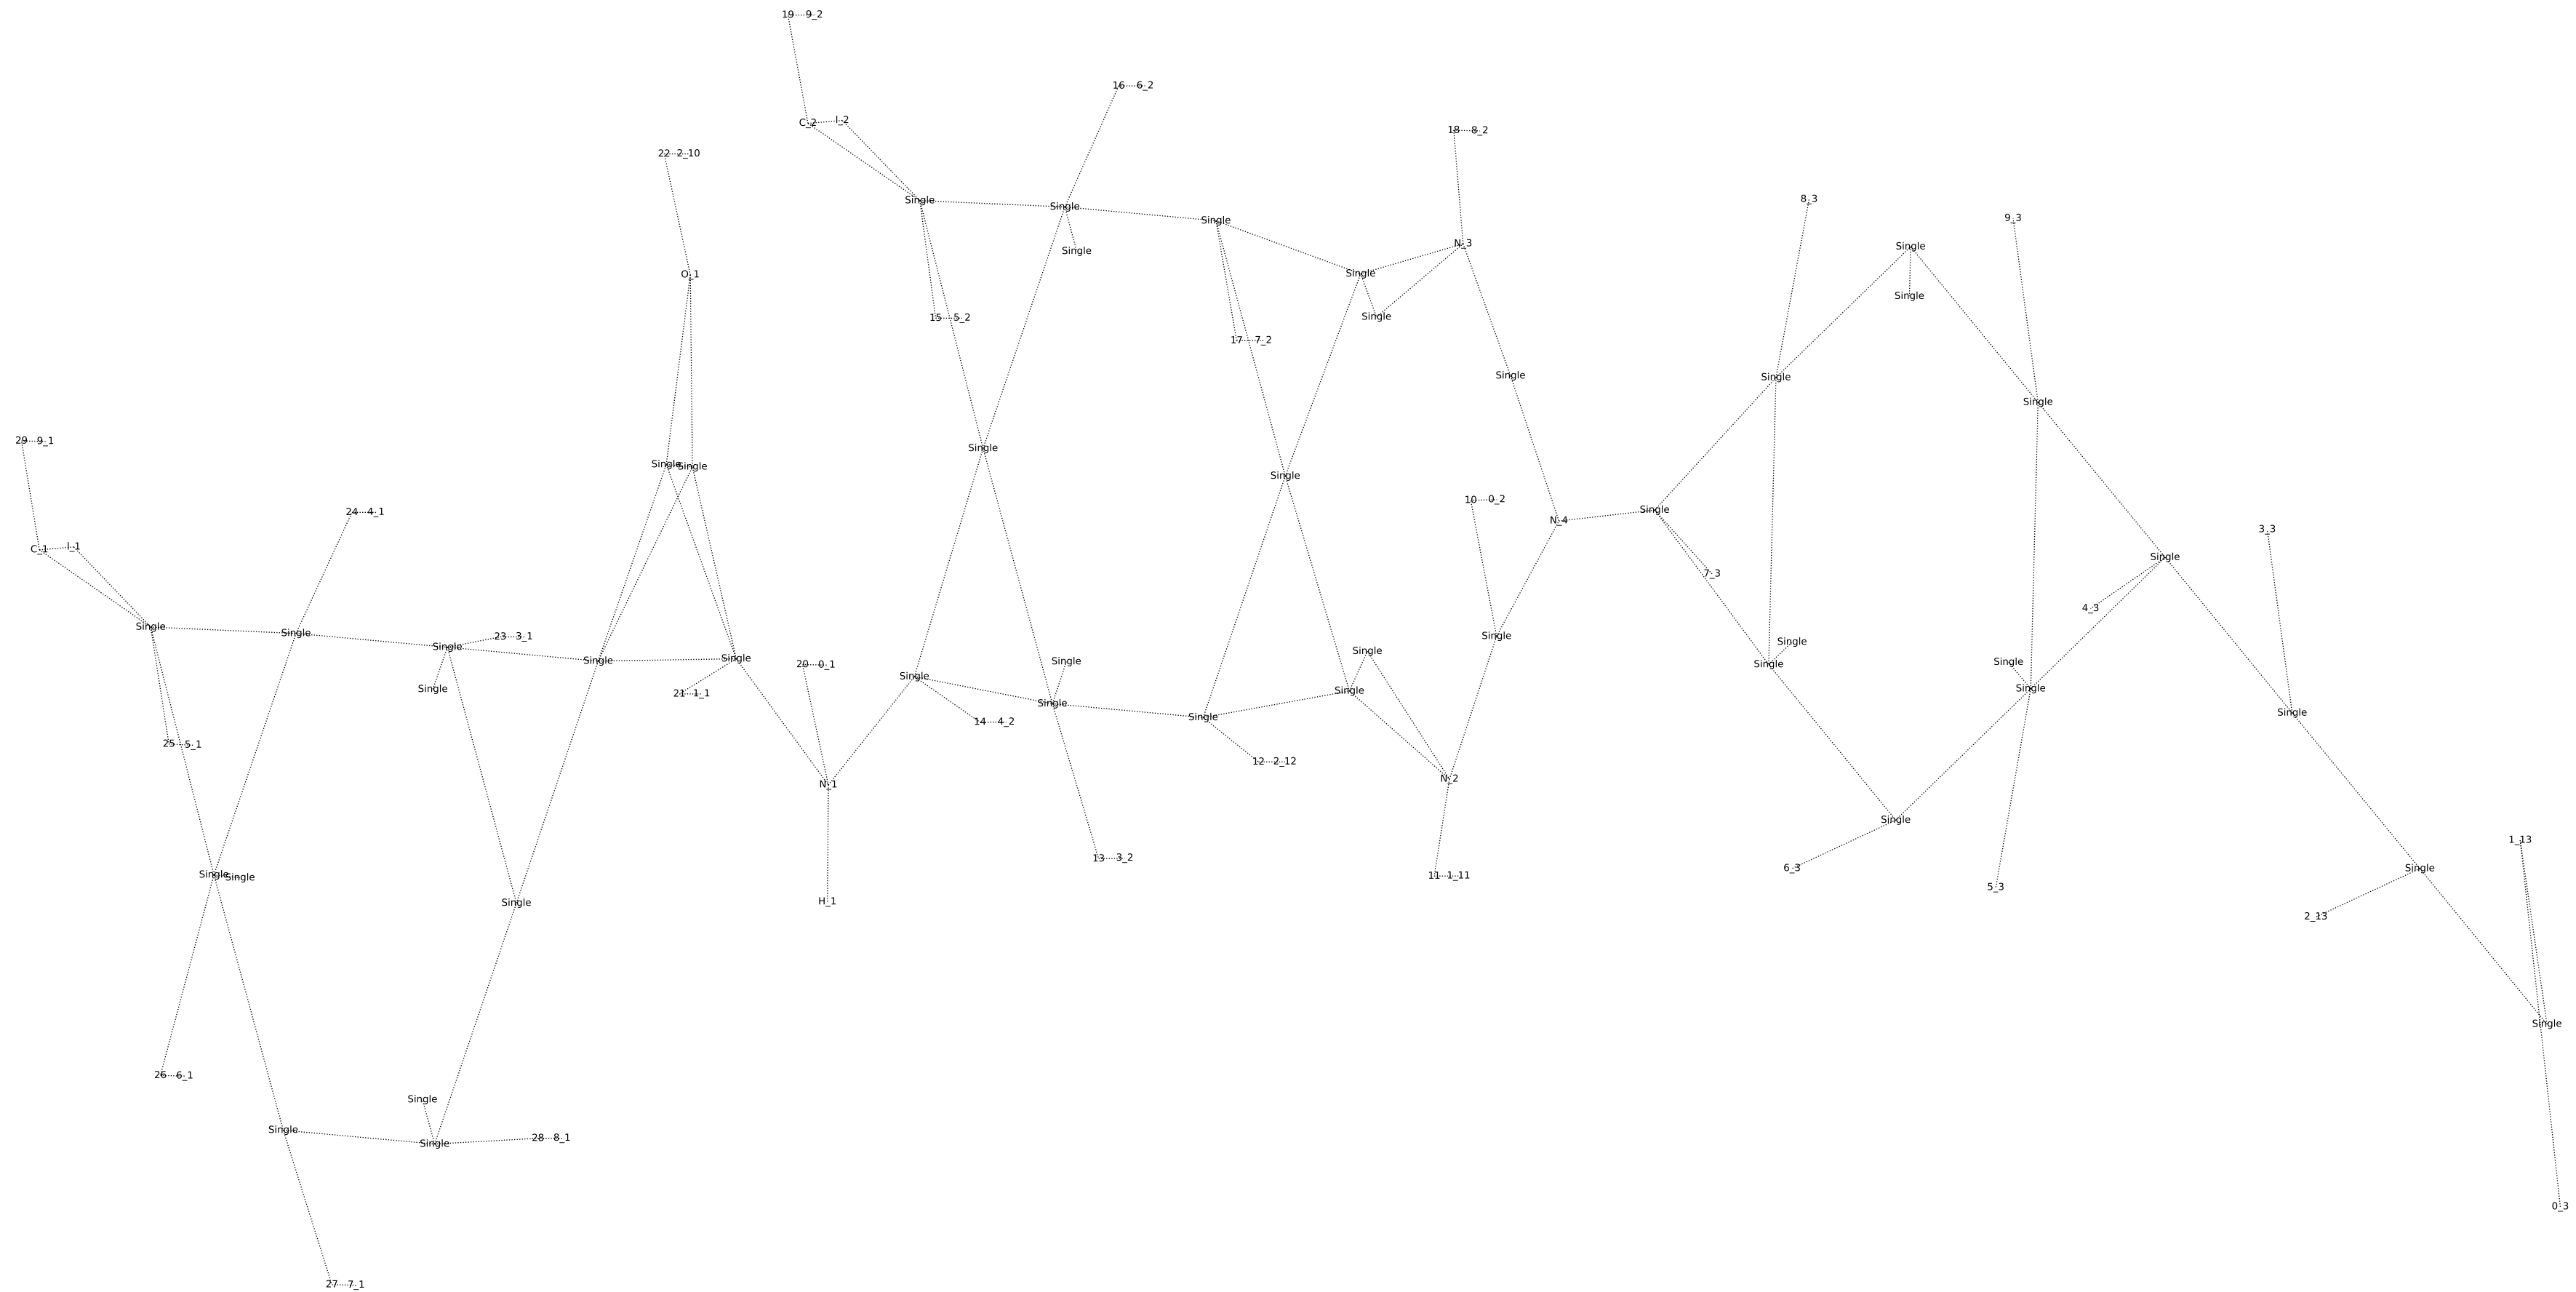 19 9_2
16 6_2
C_2 I_2
18 8_2
22 2_10
Single
Single
8_3
Single
9_3
N_3
Single
Single
O_1
Single
Single
Single
15 5_2
17 7_2
Single
Single
Single
29 9_1
Single
Single Single
Single
10 0_2
Single
24 4_1
N_4
3_3
C_1 I_1
Single
7_3
4_3
Single
Single
23 3_1
Single
Single
Single
Single
Single
Single
Single
20 0_1
Single
Single
Single
Single
Single
21 1_1
Single
Single
Single
14 4_2
Single
25 5_1
12 2_12
N_2
N_1
Single
1_13
13 3_2
6_3
Single
Single Single
11 1_11
5_3
H_1
Single
2_13
Single
26 6_1
Single
Single
28 8_1
Single
0_3
27 7_1